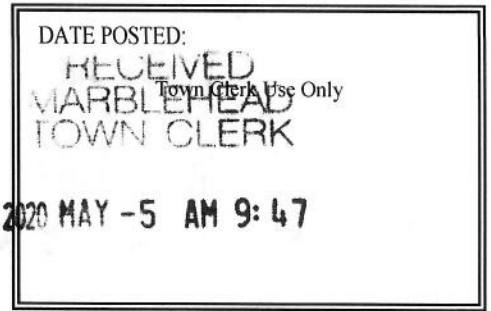 DATE POSTED:
RECEIVED
Town Clerk Use Only
MARBLEHEAD
TOWN CLERK
2020 MAY -5 AM 9:47